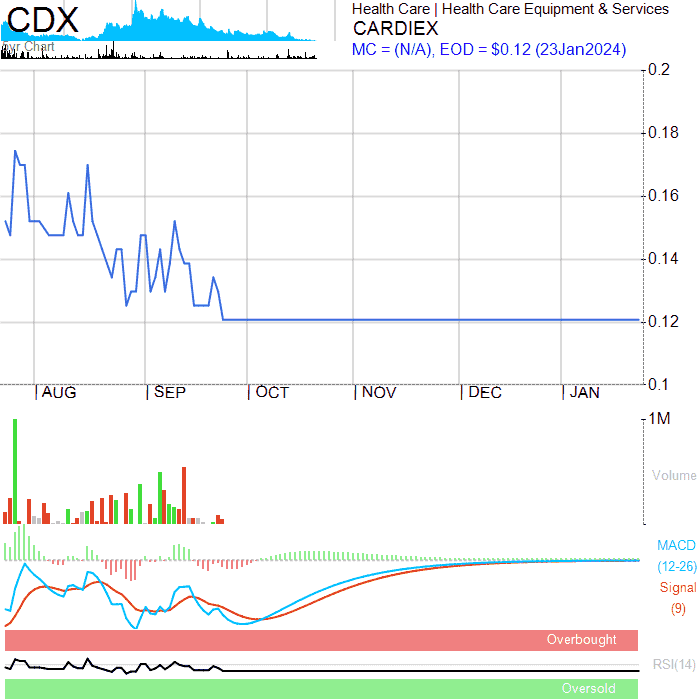 CDX
Health Care | Health Care Equipment & Services
CARDIEX
MC = (N/A), EOD = $0.12 (23Jan2024)
Chart
0.2
0.18
0.16
0.14
0.12
0.1
AUG SEP OCT NOV DEC JAN
1M
Volume
MACD
(12-26)
Signal
(9)
Overbought
RSI(14)
Oversold